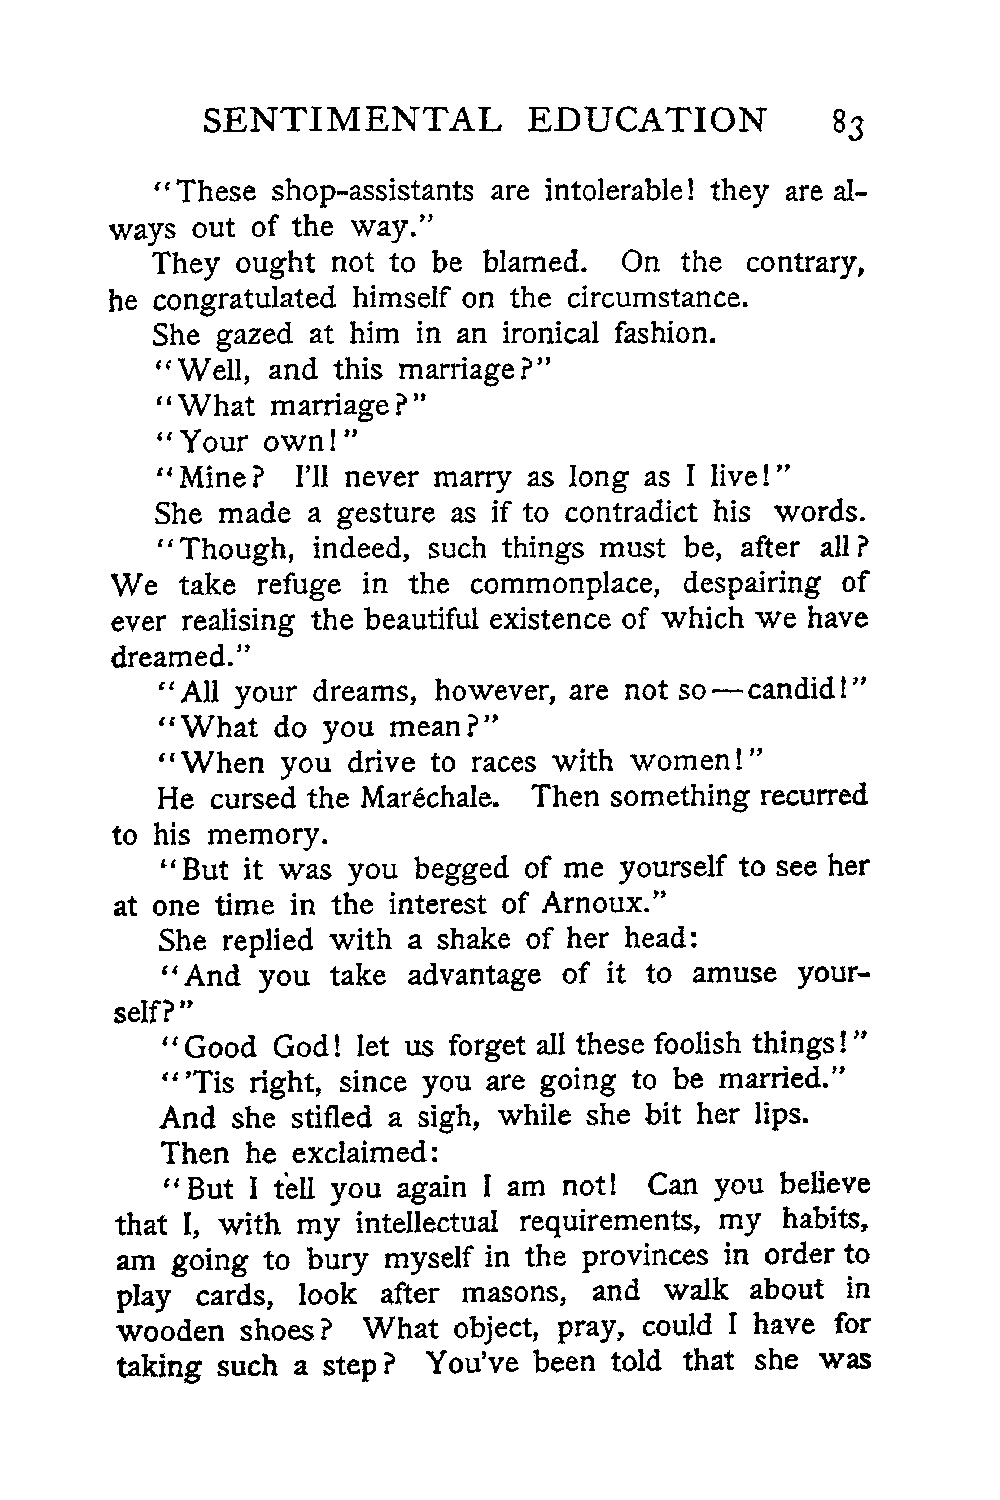 SENTIMENTAL EDUCATION 83
"These shop-assistants are intolerable! they are al-
ways out of the way."
They ought not to be blamed. On the contrary,
he congratulated himself on the circumstance.
She gazed at him in an ironical fashion.
"Well, and this marriage?"
"What marriage?"
"Your own!"
"Mine? I'll never marry as long as I live!"
She made a gesture as if to contradict his words.
"Though, indeed, such things must be, after all?
We take refuge in the commonplace, despairing of
ever realising the beautiful existence of which we have
dreamed."
"All your dreams, however, are not so—candid!"
"What do you mean?"
"When you drive to races with women!"
He cursed the Maréchale. Then something recurred
to his memory.
"But it was you begged of me yourself to see her
at one time in the interest of Arnoux."
She replied with a shake of her head:
"And you take advantage of it to amuse your-
self?"
"Good God! let us forget all these foolish things!"
"'Tis right, since you are going to be married."
And she stifled a sigh, while she bit her lips.
Then he exclaimed:
"But I tell you again I am not! Can you believe
that I, with my intellectual requirements, my habits,
am going to bury myself in the provinces in order to
play cards, look after masons, and walk about in
wooden shoes? What object, pray, could I have for
taking such a step? You've been told that she was